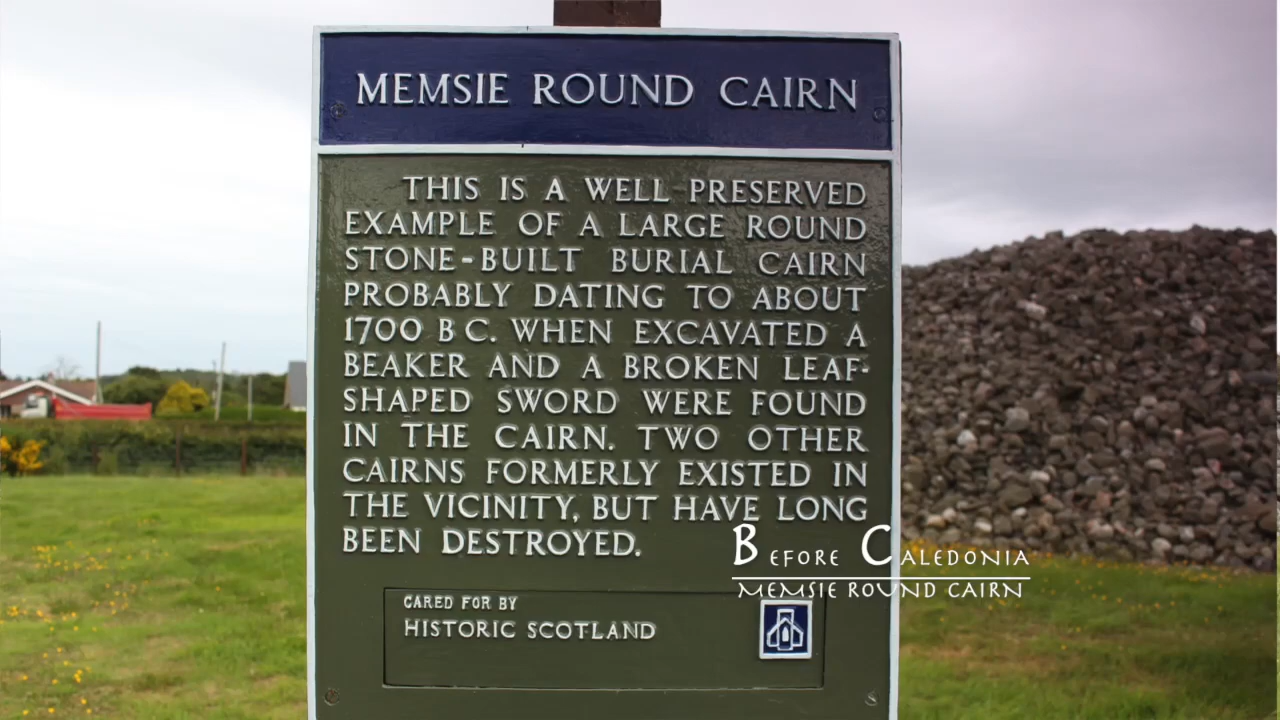 MEMSIE ROUND CAIRN
THIS IS A WELL PRESERVED
EXAMPLE OF A LARGE ROUND
STONE-BUILT BURIAL CAIRN
PROBABLY DATING TO ABOUT
1700 B C. WHEN EXCAVATED A
BEAKER AND A BROKEN LEAF-
SHAPED SWORD WERE FOUND
IN THE CAIRN. TWO OTHER
CAIRNS FORMERLY EXISTED IN
THE VICINITY, BUT HAVE LONG
BEEN DESTROYED.
CARED FOR BY
HISTORIC SCOTLAND
BEFORE CALEDONIA
MEMSIE ROUND CAIRN